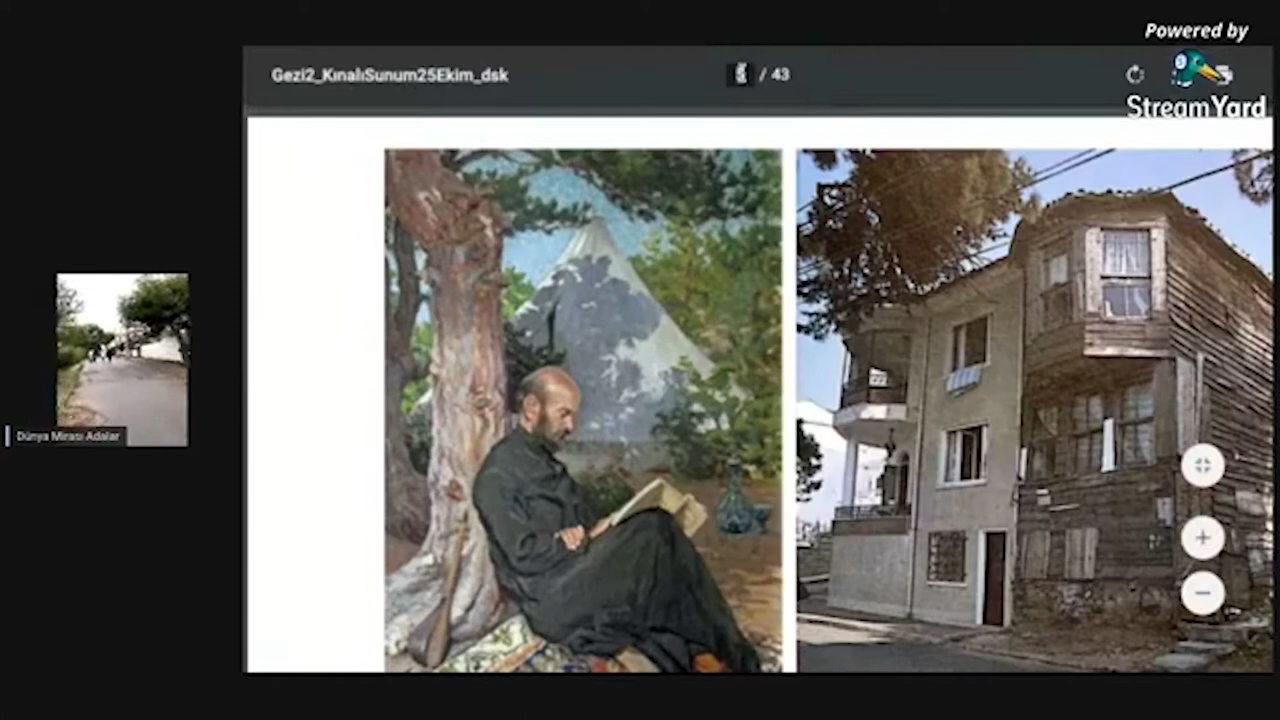 Powered by
StreamYard
Gezi2_KınalıSunum25Ekim_dsk
/ 43
Dünya Mirası Adalar